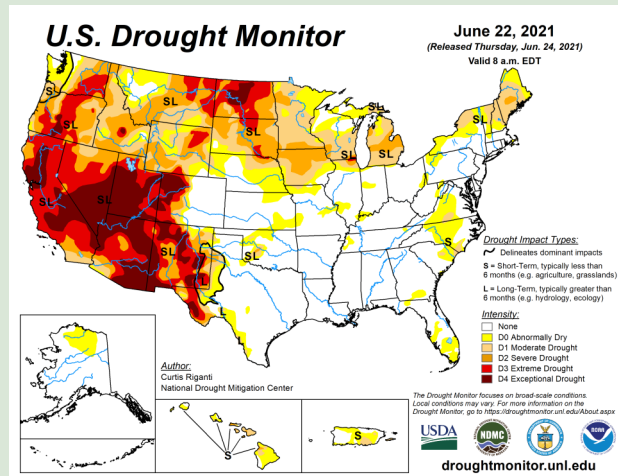 U.S. Drought Monitor
June 22, 2021
(Released Thursday, Jun. 24, 2021)
Valid 8 a.m. EDT
S
SL
SL
SL
SL
SL
SL
SL
SL
SL
SL
SL
SL
L
L
L
S
Drought Impact Types:
Delineates dominant impacts
S = Short-Term, typically less than
6 months (e.g. agriculture, grasslands)
L = Long-Term, typically greater than
6 months (e.g. hydrology, ecology)
Intensity:
None
D0 Abnormally Dry
D1 Moderate Drought
D2 Severe Drought
D3 Extreme Drought
D4 Exceptional Drought
Author:
Curtis Riganti
National Drought Mitigation Center
S
S
The Drought Monitor focuses on broad-scale conditions.
Local conditions may vary. For more information on the
Drought Monitor, go to https://droughtmonitor.unl.edu/About.aspx
USDA
NDMC
NOAA
droughtmonitor.unl.edu